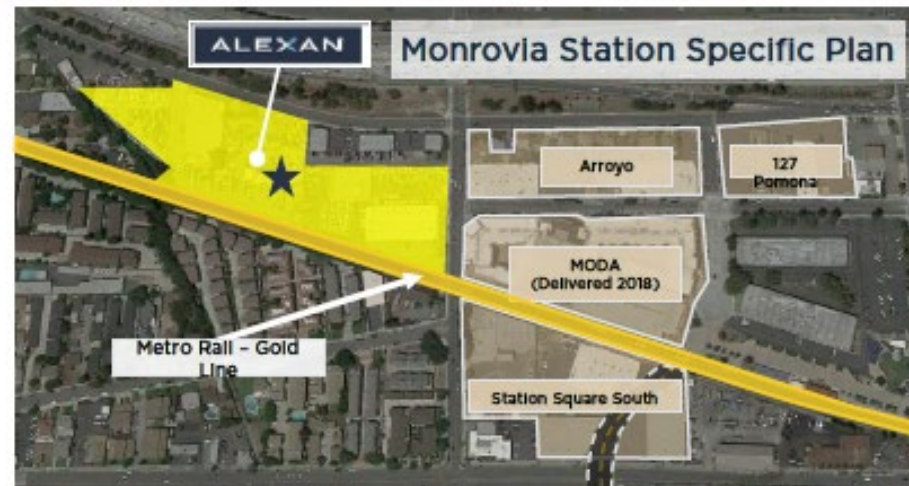 ALEXAN
Monrovia Station Specific Plan
Arroyo
127
Pomona
MODA
(Delivered 2018)
Metro Rail – Gold
Line
Station Square South